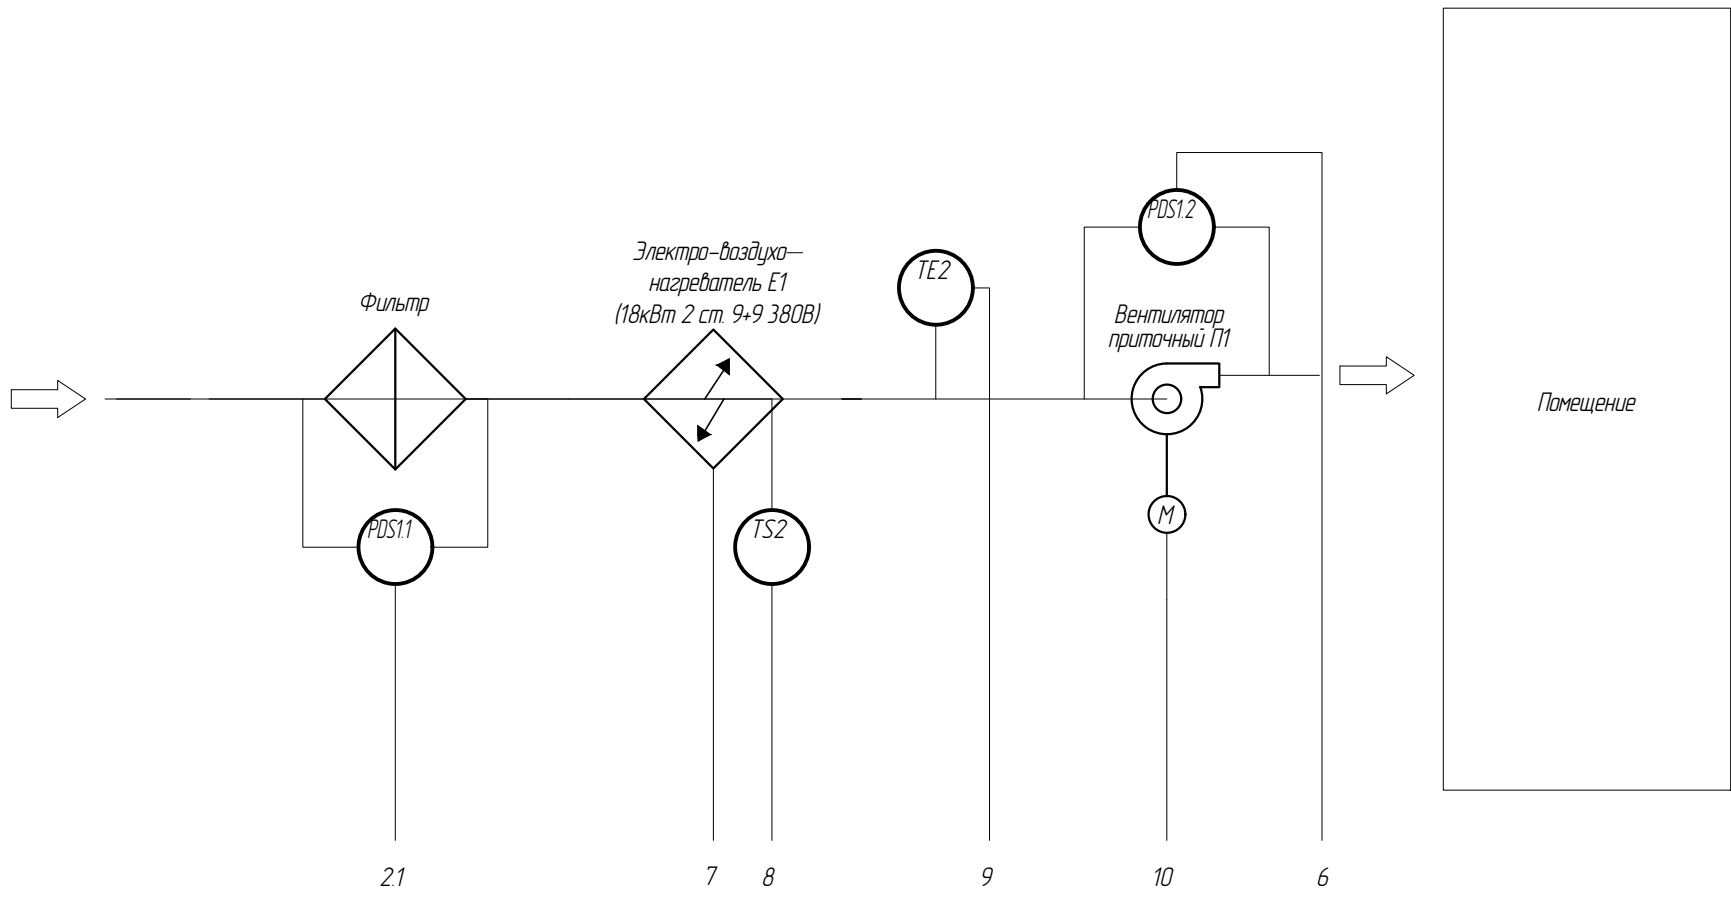 PDS1.2
Электро-воздухо-
нагреватель Е1
(18кВт 2 ст. 9+9 380В)
TE2
Фильтр
Вентилятор
приточный П1
Помещение
PDS1.1
TS2
M
2.1
7
8
9
10
6